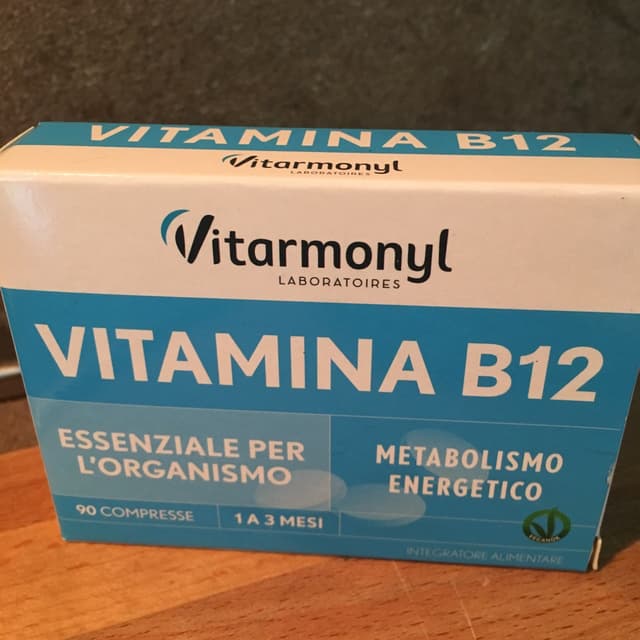 VITAMINA B12
Vitarmonyl
LABORATOIRES
Vitarmonyl
LABORATOIRES
VITAMINA B12
ESSENZIALE PER
L'ORGANISMO
METABOLISMO
ENERGETICO
90 COMPRESSE
1 A 3 MESI
VEGANOK
INTEGRATORE ALIMENTARE